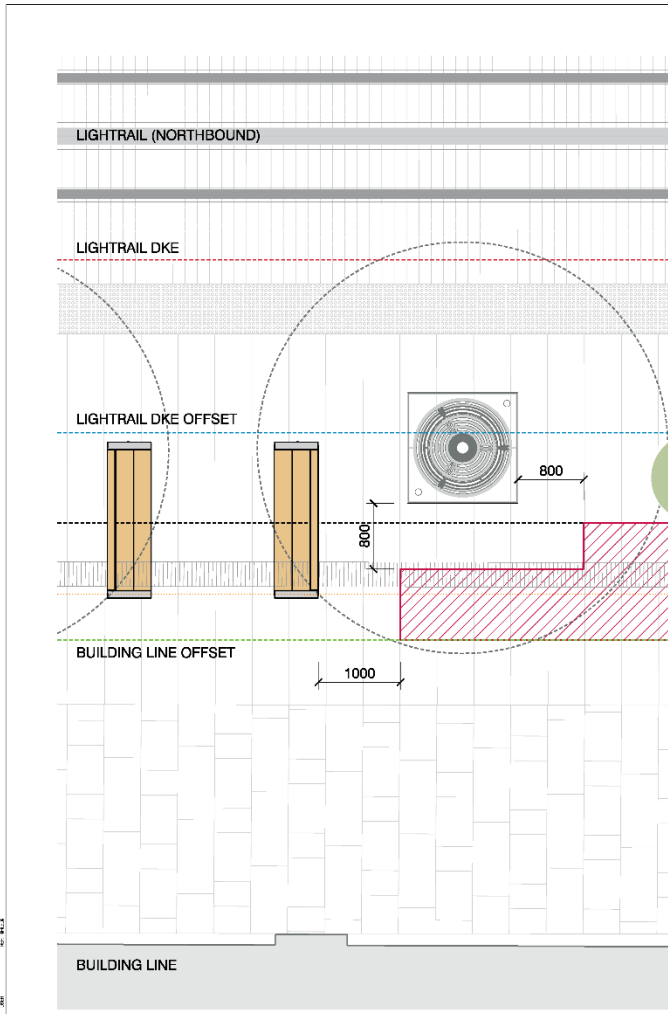 LIGHTRAIL (NORTHBOUND)
LIGHTRAIL DKE
LIGHTRAIL DKE OFFSET
800
800
BUILDING LINE OFFSET
1000
BUILDING LINE